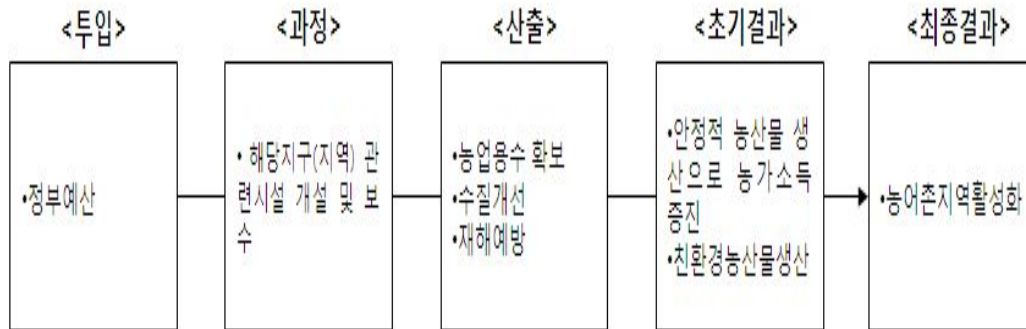 <투입>
<과정>
<산출>
<초기결과>
<최종결과>
•정부예산
• 해당지구(지역) 관
련시설 개설 및 보
수
•농업용수 확보
•수질개선
•재해예방
•안정적 농산물 생
산으로 농가소득
증진
•친환경농산물생산
•농어촌지역활성화